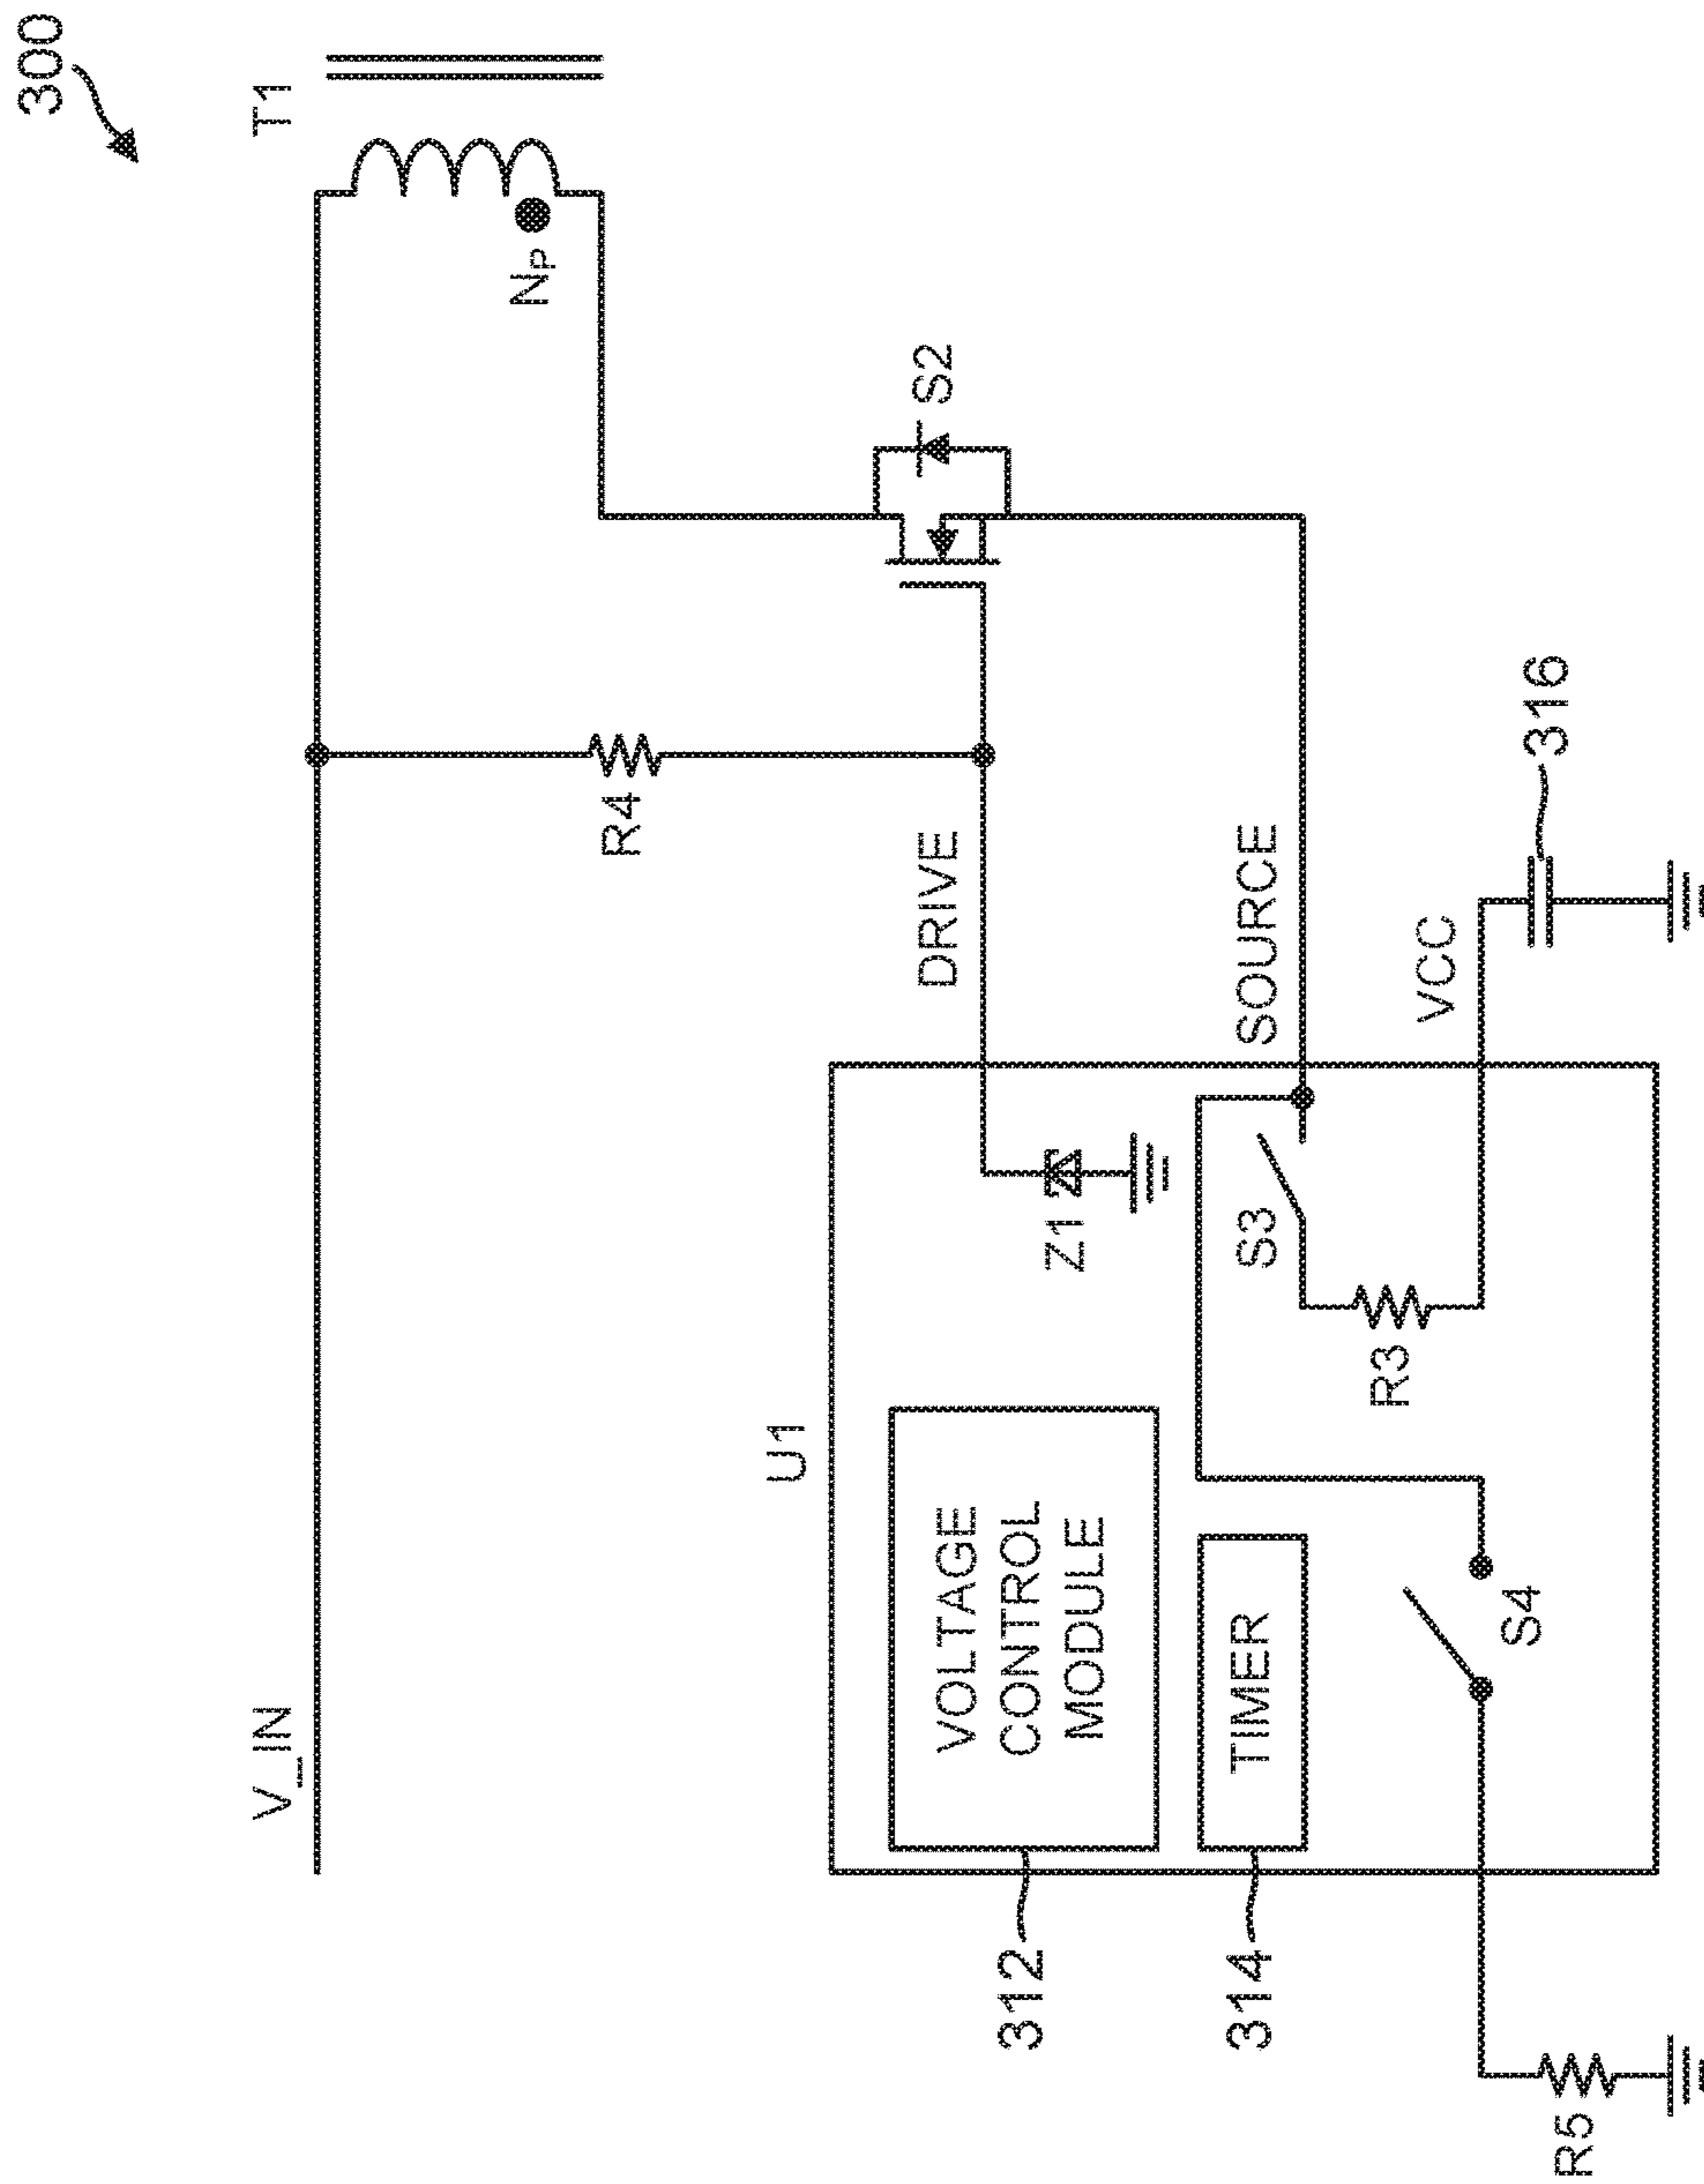 300
V_IN
T1
NP
R4
S2
U1
DRIVE
VOLTAGE
CONTROL
MODULE
312
Z1
TIMER
314
S3
SOURCE
R3
VCC
S4
316
R5